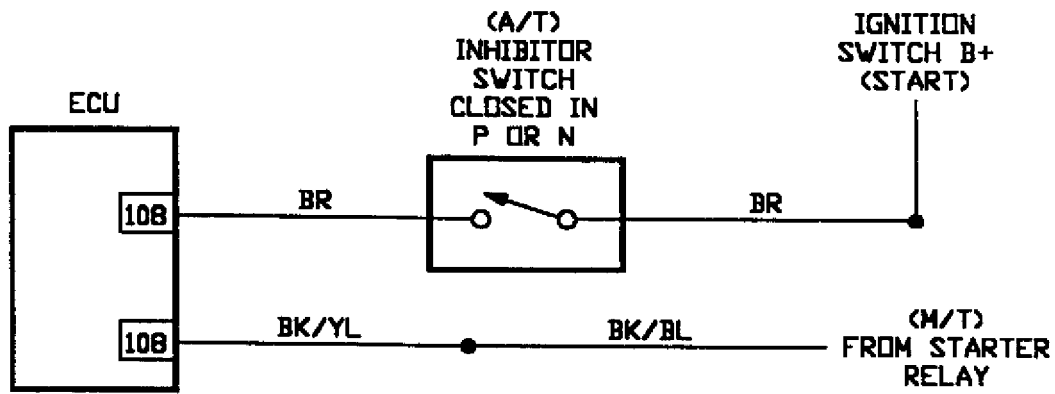 (A/T)
INHIBITOR
SWITCH
CLOSED IN
P OR N
IGNITION
SWITCH B+
(START)
ECU
108
BR
BR
108
BK/YL
BK/BL
(M/T)
FROM STARTER
RELAY